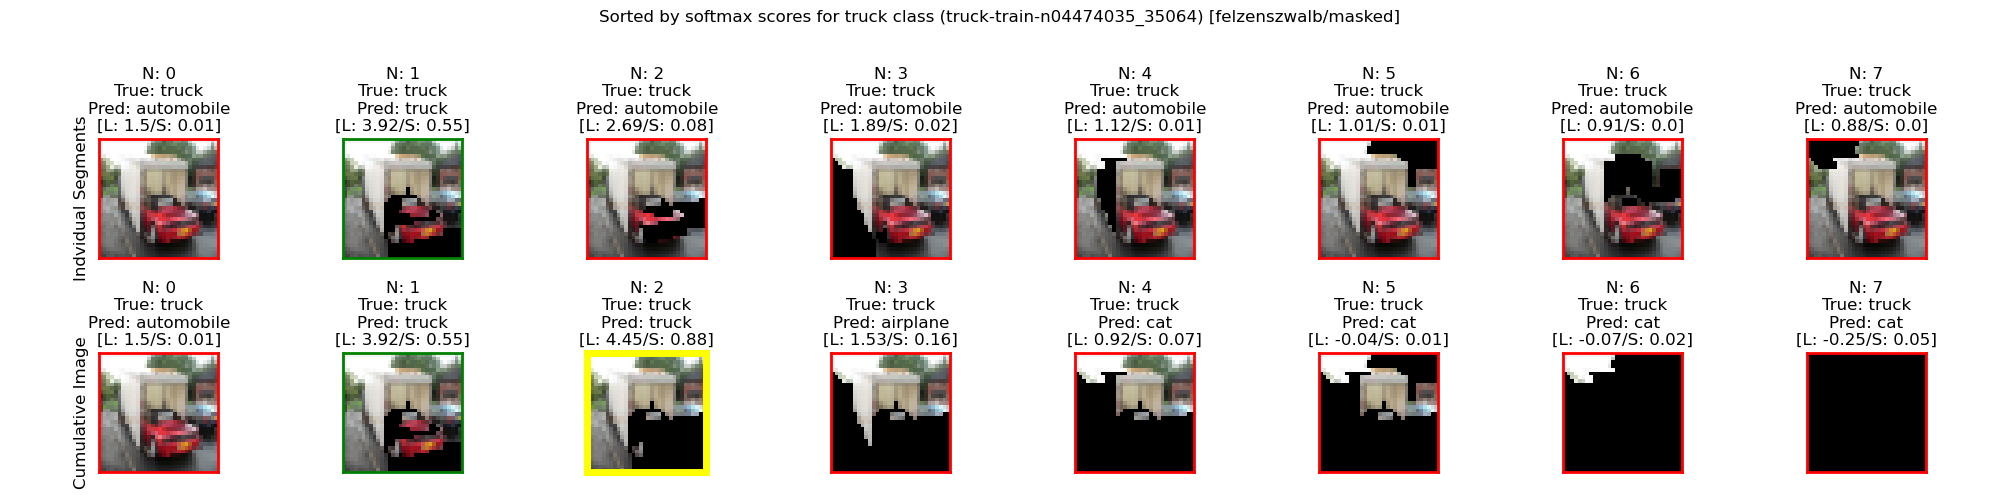 Sorted by softmax scores for truck class (truck-train-n04474035_35064) [felzenszwalb/masked]
Indvidual Segments
N: 0
True: truck
Pred: automobile
[L: 1.5/S: 0.01]
N: 1
True: truck
Pred: truck
[L: 3.92/S: 0.55]
N: 2
True: truck
Pred: automobile
[L: 2.69/S: 0.08]
N: 3
True: truck
Pred: automobile
[L: 1.89/S: 0.02]
N: 4
True: truck
Pred: automobile
[L: 1.12/S: 0.01]
N: 5
True: truck
Pred: automobile
[L: 1.01/S: 0.01]
N: 6
True: truck
Pred: automobile
[L: 0.91/S: 0.0]
N: 7
True: truck
Pred: automobile
[L: 0.88/S: 0.0]
Cumulative Image
N: 0
True: truck
Pred: automobile
[L: 1.5/S: 0.01]
N: 1
True: truck
Pred: truck
[L: 3.92/S: 0.55]
N: 2
True: truck
Pred: truck
[L: 4.45/S: 0.88]
N: 3
True: truck
Pred: airplane
[L: 1.53/S: 0.16]
N: 4
True: truck
Pred: cat
[L: 0.92/S: 0.07]
N: 5
True: truck
Pred: cat
[L: -0.04/S: 0.01]
N: 6
True: truck
Pred: cat
[L: -0.07/S: 0.02]
N: 7
True: truck
Pred: cat
[L: -0.25/S: 0.05]